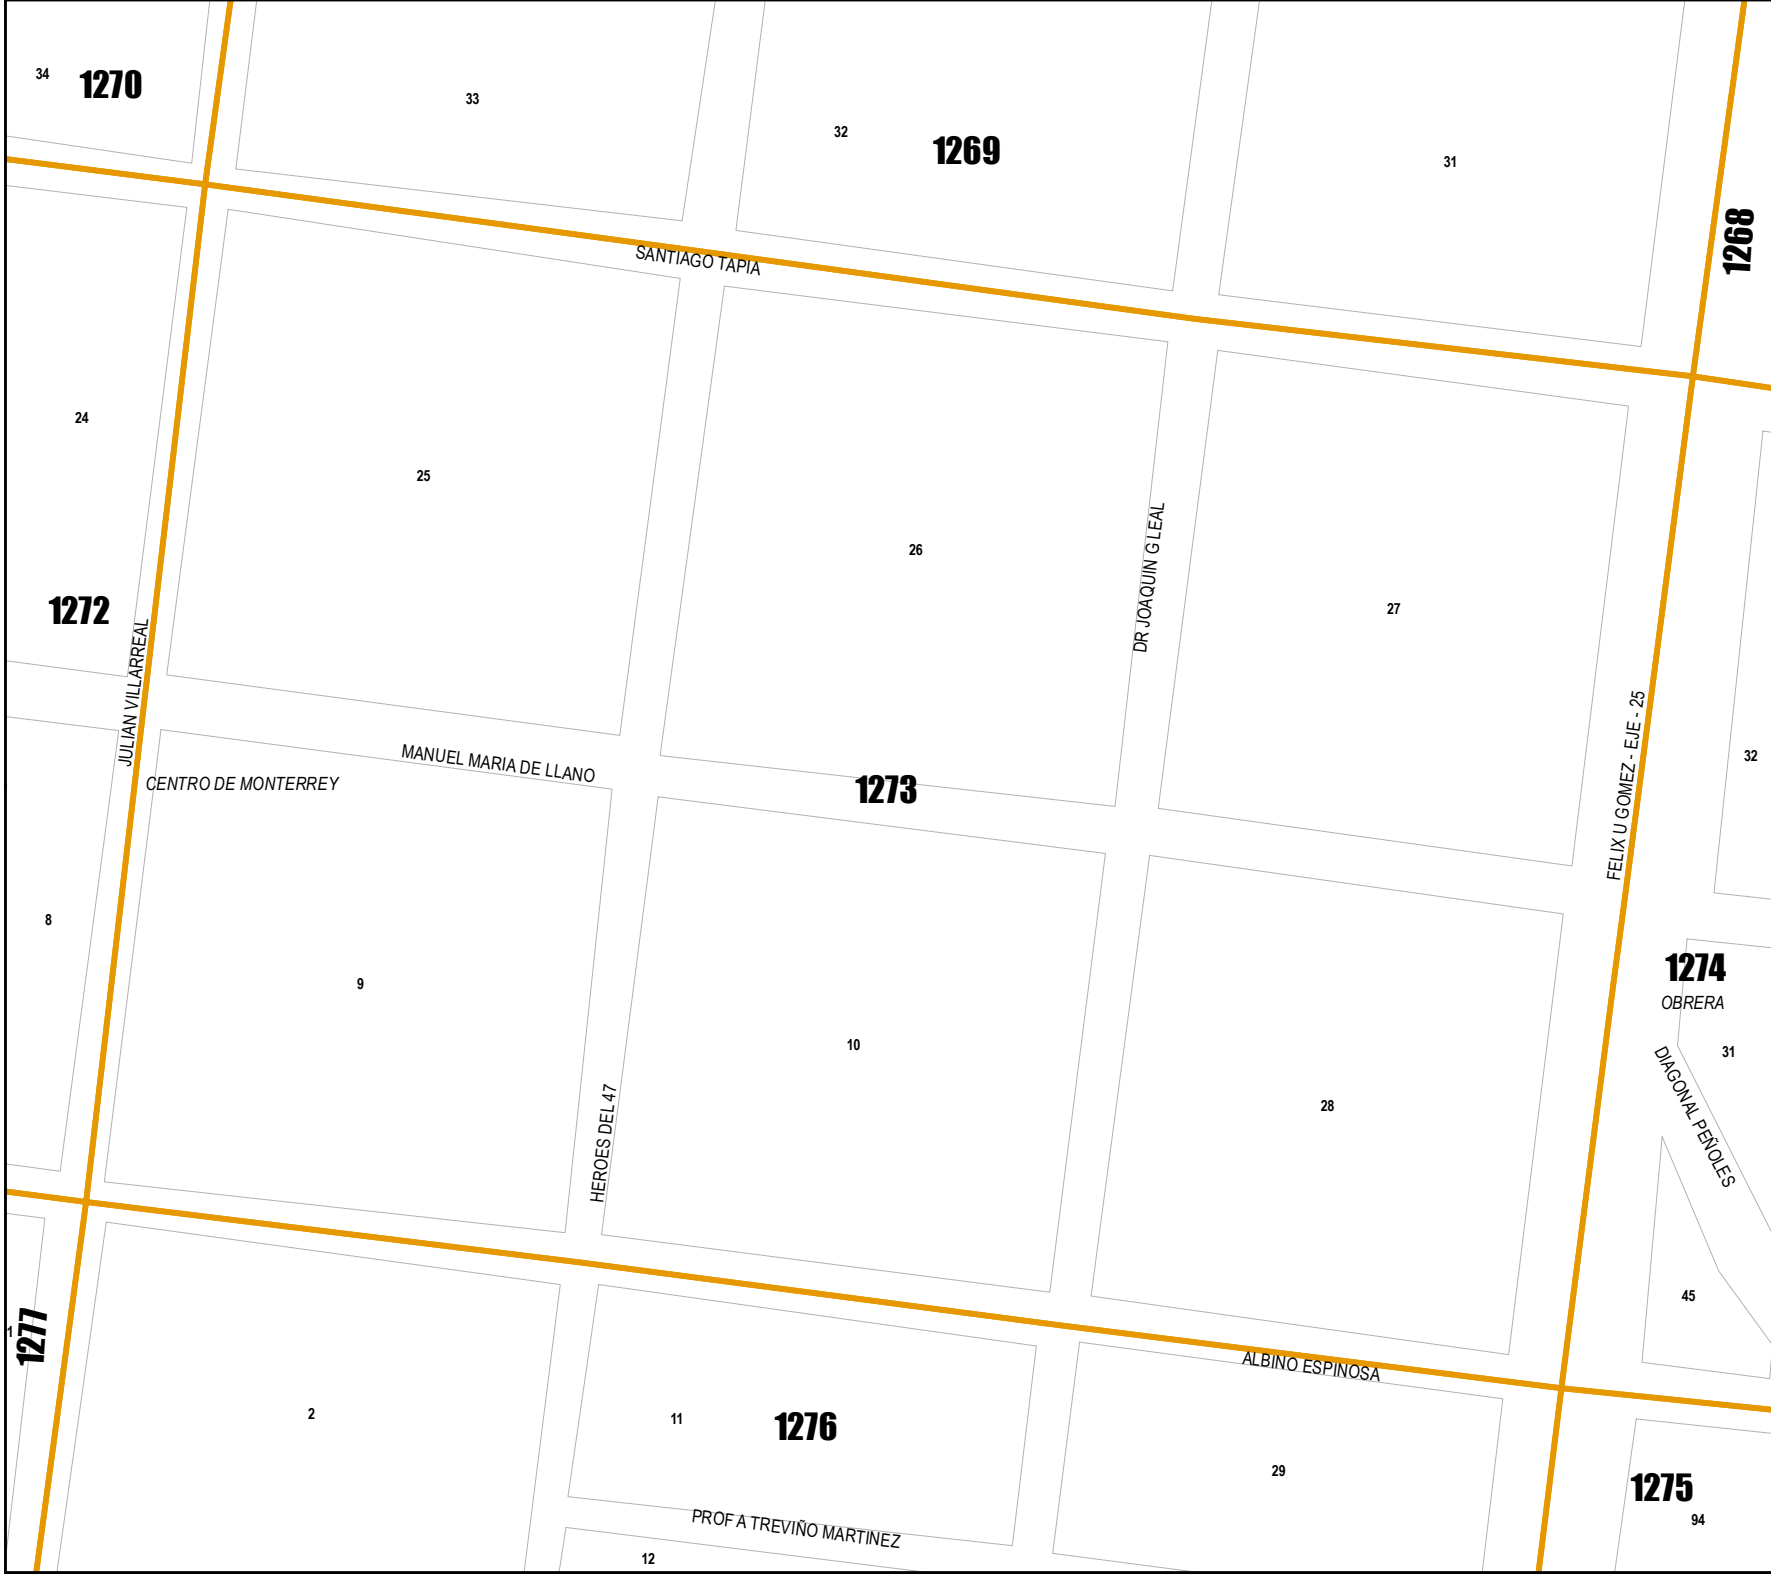 34
1270
33
32
1269
31
1268
SANTIAGO TAPIA
24
25
26
DR JOAQUIN G LEAL
27
1272
JULIAN VILLARREAL
FELIX U GOMEZ - EJE - 25
MANUEL MARIA DE LLANO
CENTRO DE MONTERREY
1273
32
8
9
10
28
1274
OBRERA
31
DIAGONAL PEÑOLES
HEROES DEL 47
45
1
1277
ALBINO ESPINOSA
2
11
1276
29
1275
94
PROF A TREVIÑO MARTINEZ
12